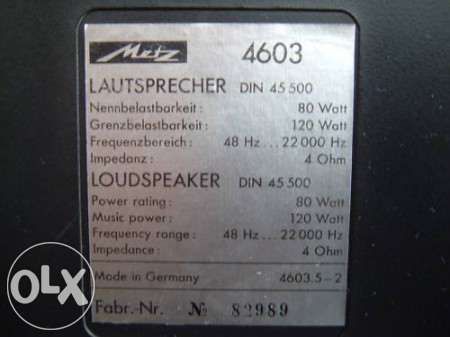 Metz 4603
LAUTSPRECHER DIN 45 500
Nennbelastbarkeit: 80 Watt
Grenzbelastbarkeit: 120 Watt
Frequenzbereich: 48 Hz...22 000 Hz
Impedanz: 4 Ohm
LOUDSPEAKER DIN 45 500
Power rating: 80 Watt
Music power: 120 Watt
Frequency range: 48 Hz...22 000 Hz
Impedance: 4 Ohm
Made in Germany 4603.5-2
Fabr.-Nr. № 82989
OLX